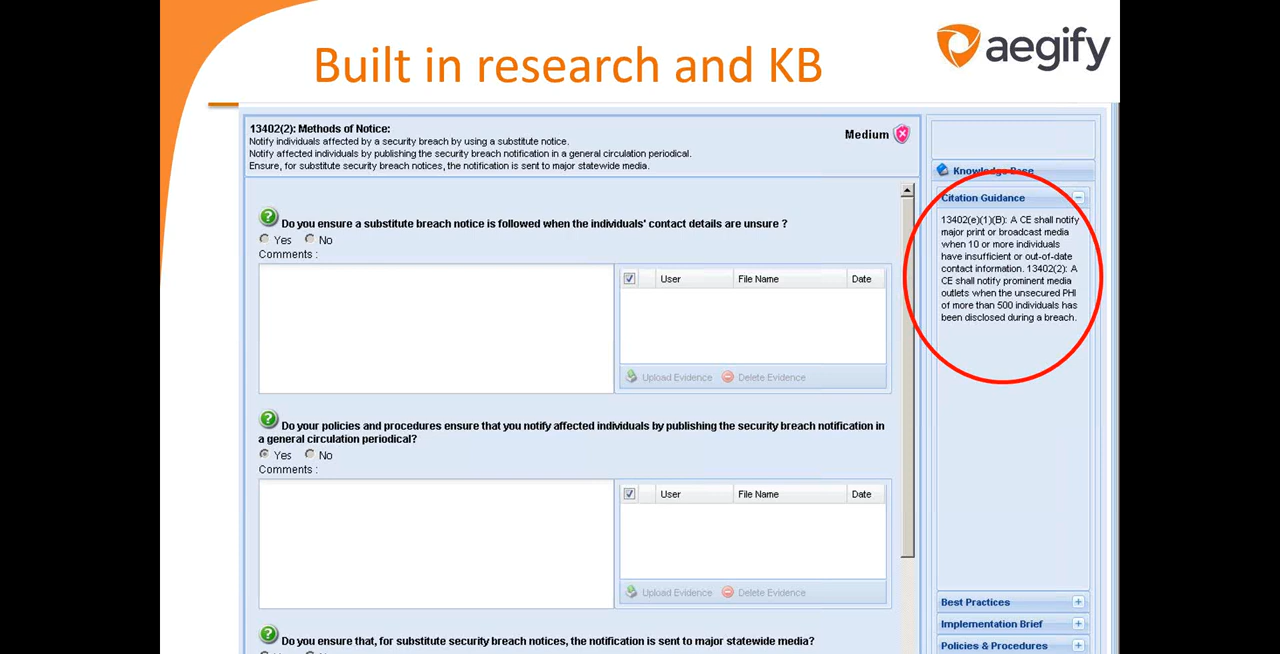 Built in research and KB
aegify
13402(2): Methods of Notice:
Notify individuals affected by a security breach by using a substitute notice.
Notify affected individuals by publishing the security breach notification in a general circulation periodical.
Ensure, for substitute security breach notices, the notification is sent to major statewide media.
Medium
Do you ensure a substitute breach notice is followed when the individuals' contact details are unsure ?
Yes No
Comments :
User File Name Date
Upload Evidence Delete Evidence
Do your policies and procedures ensure that you notify affected individuals by publishing the security breach notification in
a general circulation periodical?
Yes No
Comments :
User File Name Date
Upload Evidence Delete Evidence
Do you ensure that, for substitute security breach notices, the notification is sent to major statewide media?
Knowledge Base
Citation Guidance
13402(e)(1)(B): A CE shall notify
major print or broadcast media
when 10 or more individuals
have insufficient or out-of-date
contact information. 13402(2): A
CE shall notify prominent media
outlets when the unsecured PHI
of more than 500 individuals has
been disclosed during a breach.
Best Practices
Implementation Brief
Policies & Procedures